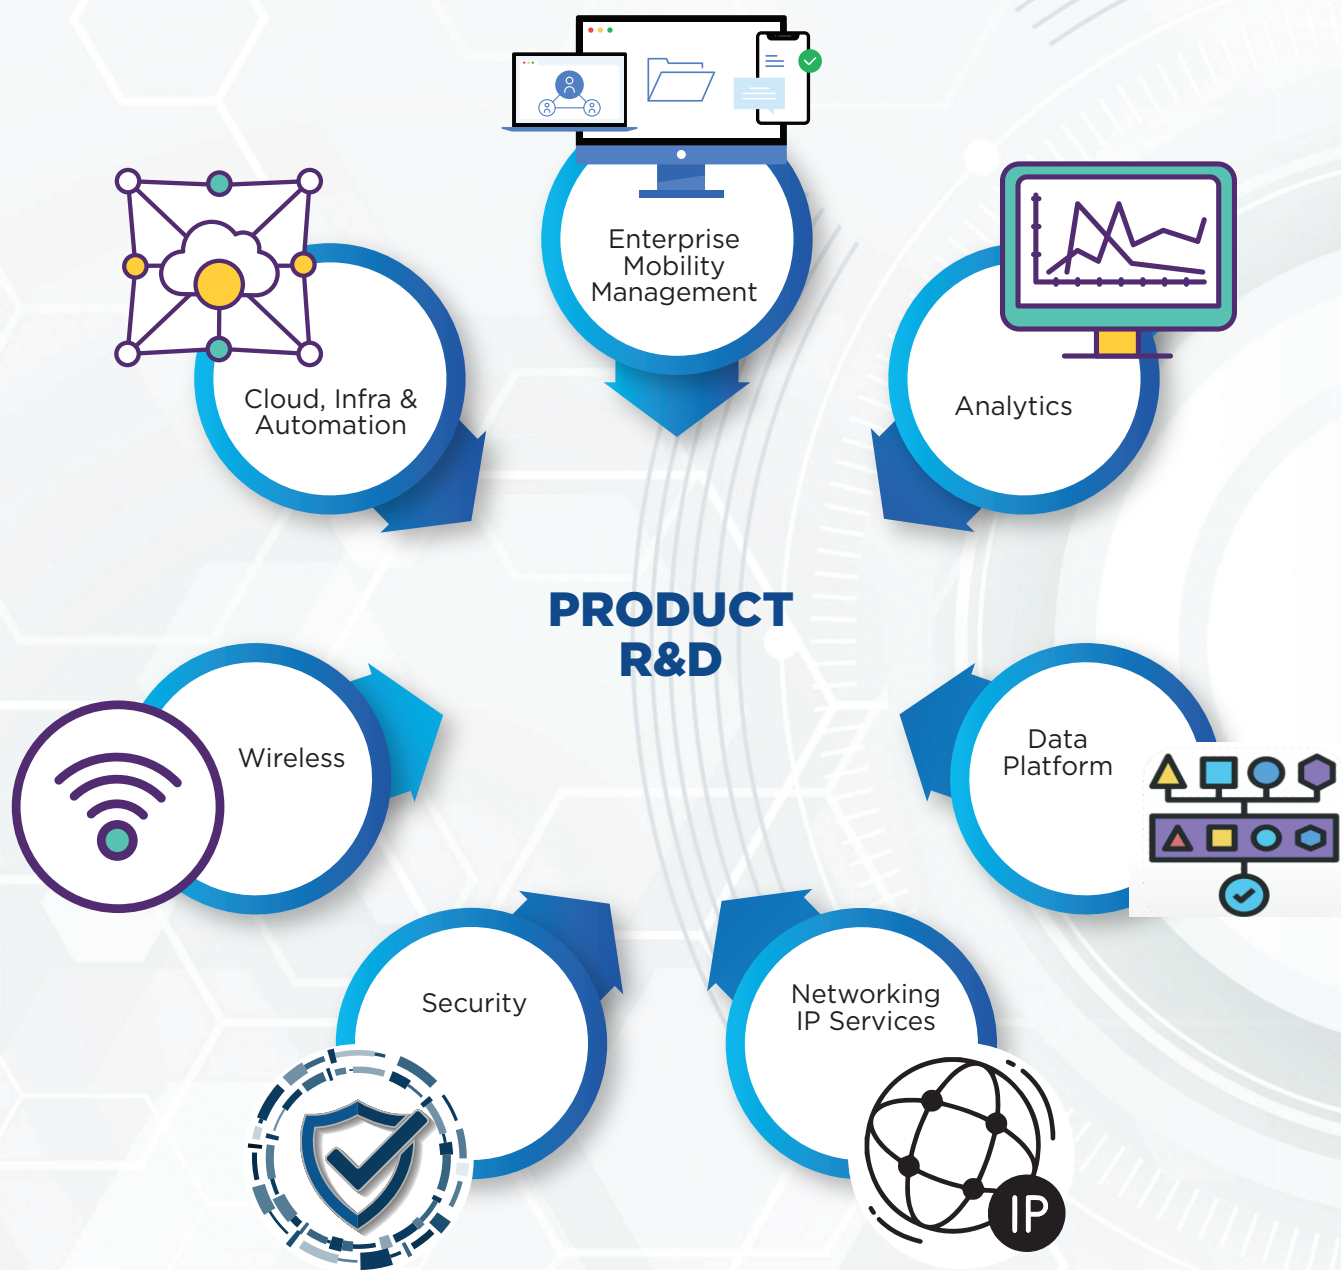 Enterprise
Mobility
Management
Cloud, Infra &
Automation
Analytics
PRODUCT
R&D
Wireless
Data
Platform
Security
Networking
IP Services
IP